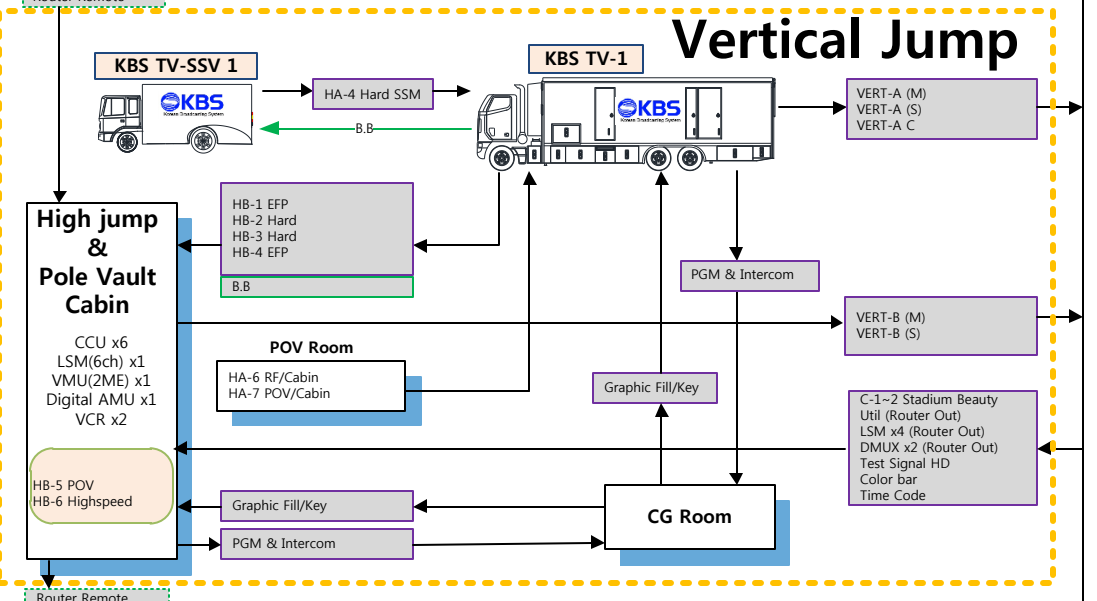 Router Remote
Vertical Jump
KBS TV-SSV 1
KBS TV-1
KBS
Korean Broadcasting System
HA-4 Hard SSM
B.B
KBS
Korean Broadcasting System
VERT-A (M)
VERT-A (S)
VERT-A C
High jump
&
Pole Vault
Cabin
CCU x6
LSM(6ch) x1
VMU(2ME) x1
Digital AMU x1
VCR x2
HB-5 POV
HB-6 Highspeed
HB-1 EFP
HB-2 Hard
HB-3 Hard
HB-4 EFP
B.B
PGM & Intercom
VERT-B (M)
VERT-B (S)
POV Room
HA-6 RF/Cabin
HA-7 POV/Cabin
Graphic Fill/Key
C-1~2 Stadium Beauty
Util (Router Out)
LSM x4 (Router Out)
DMUX x2 (Router Out)
Test Signal HD
Color bar
Time Code
Graphic Fill/Key
CG Room
PGM & Intercom
Router Remote